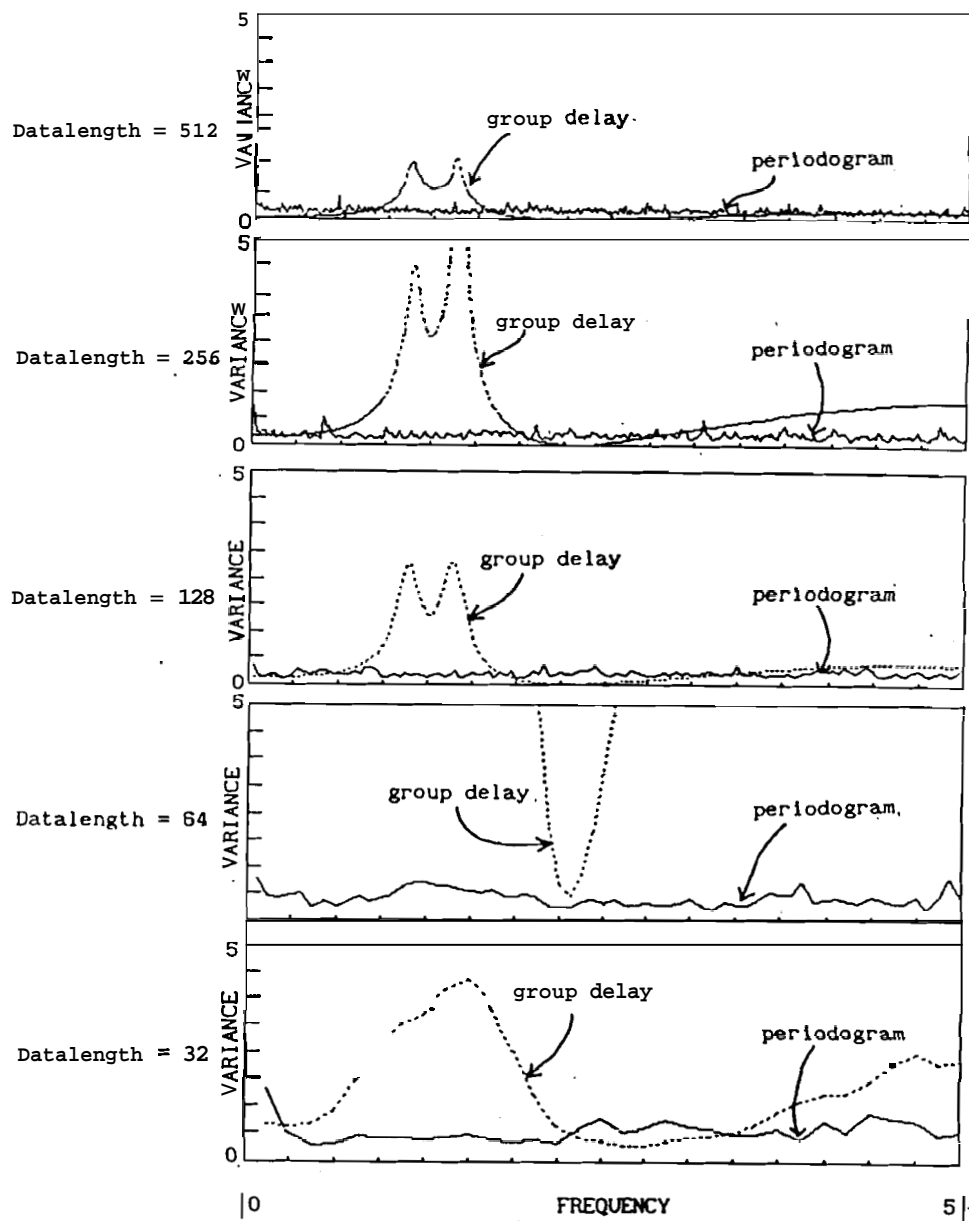 5
VAVIANCW
Datalength = 512
group delay
periodogram
0
5
VARIANCW
Datalength = 256
group delay
periodogram
0
5
VARIANCE
Datalength = 128
group delay
periodogram
0
5
VARIANCE
Datalength = 64
group delay
periodogram.
5
VARIANCE
Datalength = 32
group delay
periodogram
0
0 FREQUENCY 5